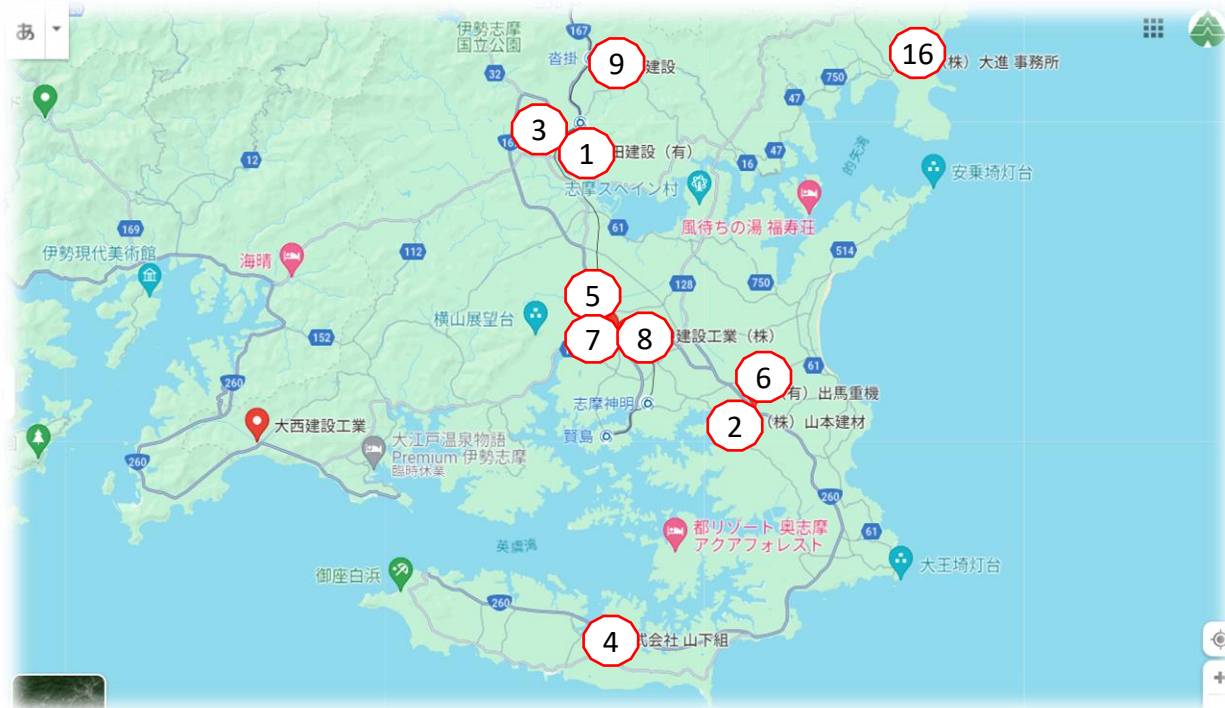 あ
伊勢志摩
国立公園
20
167
沓掛
9
建設
16
株）大進 事務所
32
750
47
3
1
田建設（有）
47
16
12
志摩スペイン村
的矢湾
安乗埼灯台
風待ちの湯 福寿荘
61
169
伊勢現代美術館
海晴
112
514
5
128
750
横山展望台
7
8
建設工業（株）
152
61
260
6
有）出馬重機
志摩神明
2
（株）山本建材
賢島
大西建設工業
大江戸温泉物語
Premium 伊勢志摩
臨時休業
260
260
都リゾート 奥志摩
アクアフォレスト
61
英虞湾
大王埼灯台
御座白浜
260
4
式会社 山下組